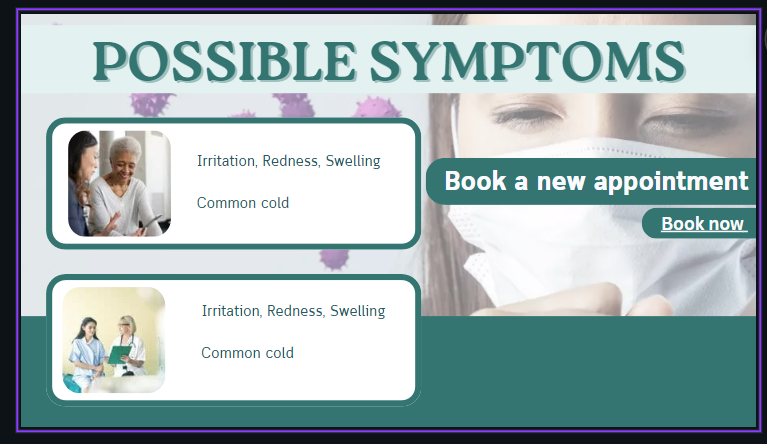 POSSIBLE SYMPTOMS
Irritation, Redness, Swelling
Common cold
Book a new appointment
Book now
Irritation, Redness, Swelling
Common cold